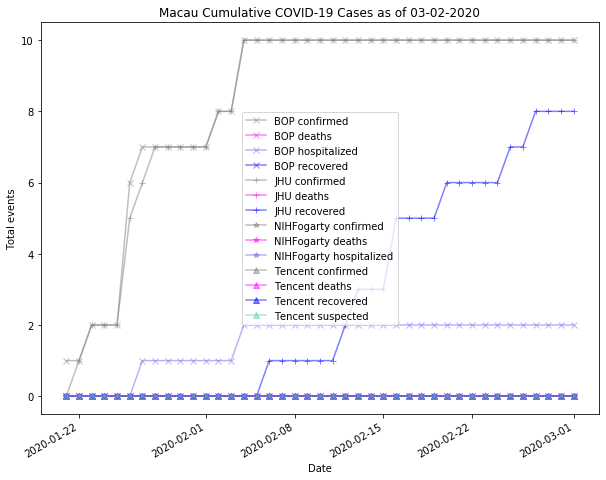 Macau Cumulative COVID-19 Cases as of 03-02-2020
10
8
6
4
2
0
Total events
BOP confirmed
BOP deaths
BOP hospitalized
BOP recovered
JHU confirmed
JHU deaths
JHU recovered
NIHFogarty confirmed
NIHFogarty deaths
NIHFogarty hospitalized
Tencent confirmed
Tencent deaths
Tencent recovered
Tencent suspected
2020-01-22
2020-02-01
2020-02-08
2020-02-15
2020-02-22
2020-03-01
Date